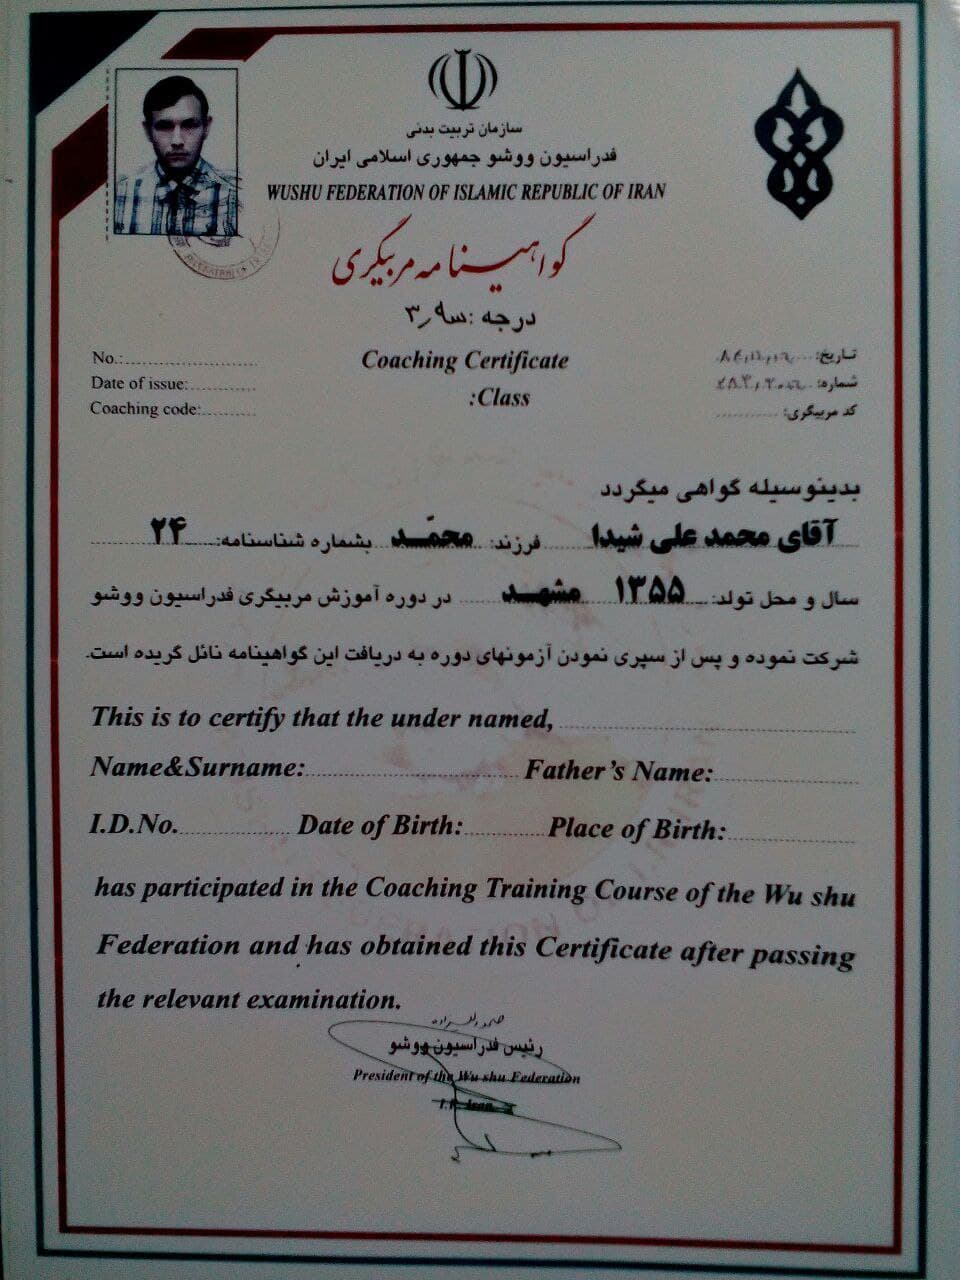 سازمان تربیت بدنی
فدراسیون ووشو جمهوری اسلامی ایران
WUSHU FEDERATION OF ISLAMIC REPUBLIC OF IRAN
گواهینامه مربیگری
درجه : سه ۳
Coaching Certificate
:Class
No.:
Date of issue:
Coaching code:
تاریخ:
شماره:
کد مربیگری:
بدینوسیله گواهی میگردد
آقای محمد علی شیدا فرزند: محمّد بشماره شناسنامه: ۲۴
سال و محل تولد: ۱۳۵۵ مشهد در دوره آموزش مربیگری فدراسیون ووشو
شرکت نموده و پس از سپری نمودن آزمونهای دوره به دریافت این گواهینامه نائل گریده است.
This is to certify that the under named,
Name&Surname: Father's Name:
I.D.No. Date of Birth: Place of Birth:
has participated in the Coaching Training Course of the Wu shu
Federation and has obtained this Certificate after passing
the relevant examination.
رئیس فدراسیون ووشو
President of the Wu shu Federation
I.R. Iran